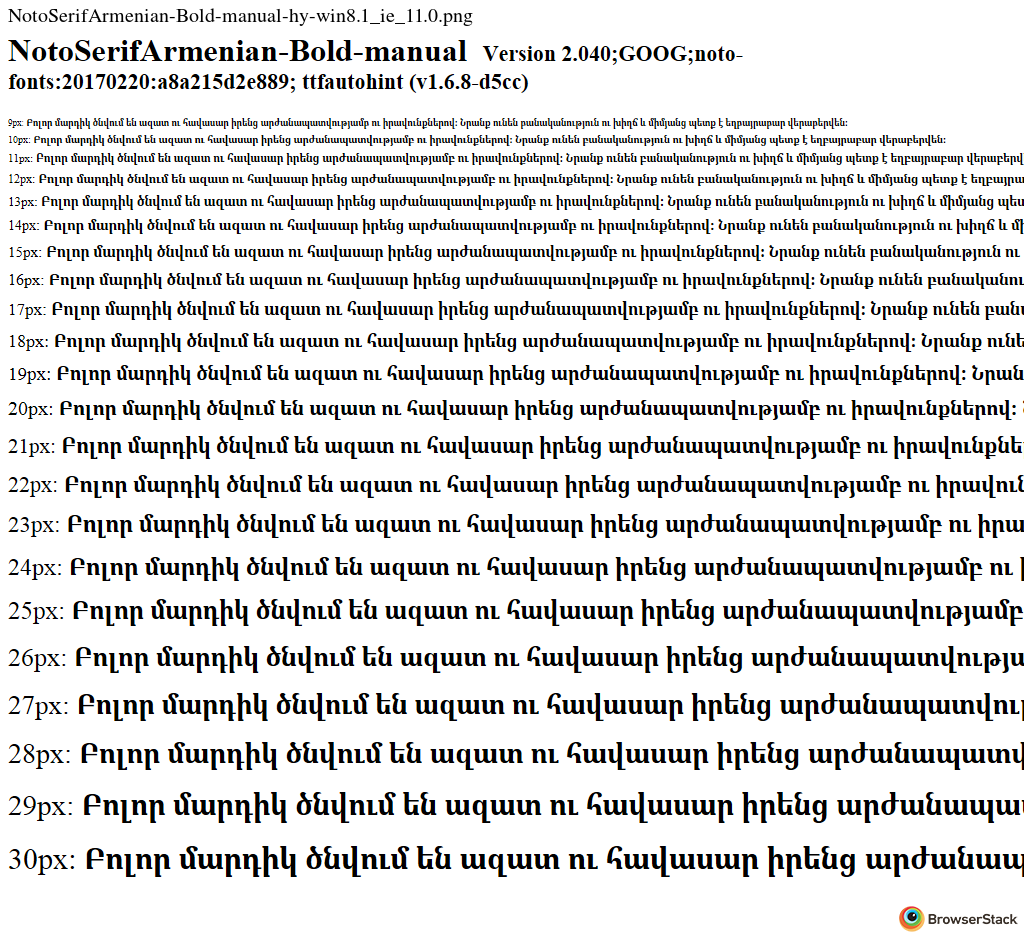 NotoSerifArmenian-Bold-manual-hy-win8.1_ie_11.0.png
NotoSerifArmenian-Bold-manual Version 2.040;GOOG;noto-
fonts:20170220:a8a215d2e889; ttfautohint (v1.6.8-d5cc)
9px: Բոլոր մարդիկ ծնվում են ազատ ու հավասար իրենց արժանապատվությամբ ու իրավունքներով։ Նրանք ունեն բանականություն ու խիղճ և միմյանց պետք է եղբայրաբար վերաբերվեն։
10px: Բոլոր մարդիկ ծնվում են ազատ ու հավասար իրենց արժանապատվությամբ ու իրավունքներով։ Նրանք ունեն բանականություն ու խիղճ և միմյանց պետք է եղբայրաբար վերաբերվեն։
11px: Բոլոր մարդիկ ծնվում են ազատ ու հավասար իրենց արժանապատվությամբ ու իրավունքներով։ Նրանք ունեն բանականություն ու խիղճ և միմյանց պետք է եղբայրաբար վերաբերվ
12px: Բոլոր մարդիկ ծնվում են ազատ ու հավասար իրենց արժանապատվությամբ ու իրավունքներով։ Նրանք ունեն բանականություն ու խիղճ և միմյանց պետք է եղբայրա
13px: Բոլոր մարդիկ ծնվում են ազատ ու հավասար իրենց արժանապատվությամբ ու իրավունքներով։ Նրանք ունեն բանականություն ու խիղճ և միմյանց պետ
14px: Բոլոր մարդիկ ծնվում են ազատ ու հավասար իրենց արժանապատվությամբ ու իրավունքներով։ Նրանք ունեն բանականություն ու խիղճ և մի
15px: Բոլոր մարդիկ ծնվում են ազատ ու հավասար իրենց արժանապատվությամբ ու իրավունքներով։ Նրանք ունեն բանականություն ու
16px: Բոլոր մարդիկ ծնվում են ազատ ու հավասար իրենց արժանապատվությամբ ու իրավունքներով։ Նրանք ունեն բանականու
17px: Բոլոր մարդիկ ծնվում են ազատ ու հավասար իրենց արժանապատվությամբ ու իրավունքներով։ Նրանք ունեն բանա
18px: Բոլոր մարդիկ ծնվում են ազատ ու հավասար իրենց արժանապատվությամբ ու իրավունքներով։ Նրանք ունե
19px: Բոլոր մարդիկ ծնվում են ազատ ու հավասար իրենց արժանապատվությամբ ու իրավունքներով։ Նրան
20px: Բոլոր մարդիկ ծնվում են ազատ ու հավասար իրենց արժանապատվությամբ ու իրավունքներով։
21px: Բոլոր մարդիկ ծնվում են ազատ ու հավասար իրենց արժանապատվությամբ ու իրավունքնե
22px: Բոլոր մարդիկ ծնվում են ազատ ու հավասար իրենց արժանապատվությամբ ու իրավուն
23px: Բոլոր մարդիկ ծնվում են ազատ ու հավասար իրենց արժանապատվությամբ ու իրա
24px: Բոլոր մարդիկ ծնվում են ազատ ու հավասար իրենց արժանապատվությամբ ու ի
25px: Բոլոր մարդիկ ծնվում են ազատ ու հավասար իրենց արժանապատվությամբ
26px: Բոլոր մարդիկ ծնվում են ազատ ու հավասար իրենց արժանապատվությա
27px: Բոլոր մարդիկ ծնվում են ազատ ու հավասար իրենց արժանապատվու
28px: Բոլոր մարդիկ ծնվում են ազատ ու հավասար իրենց արժանապատվ
29px: Բոլոր մարդիկ ծնվում են ազատ ու հավասար իրենց արժանապա
30px: Բոլոր մարդիկ ծնվում են ազատ ու հավասար իրենց արժանապ
BrowserStack